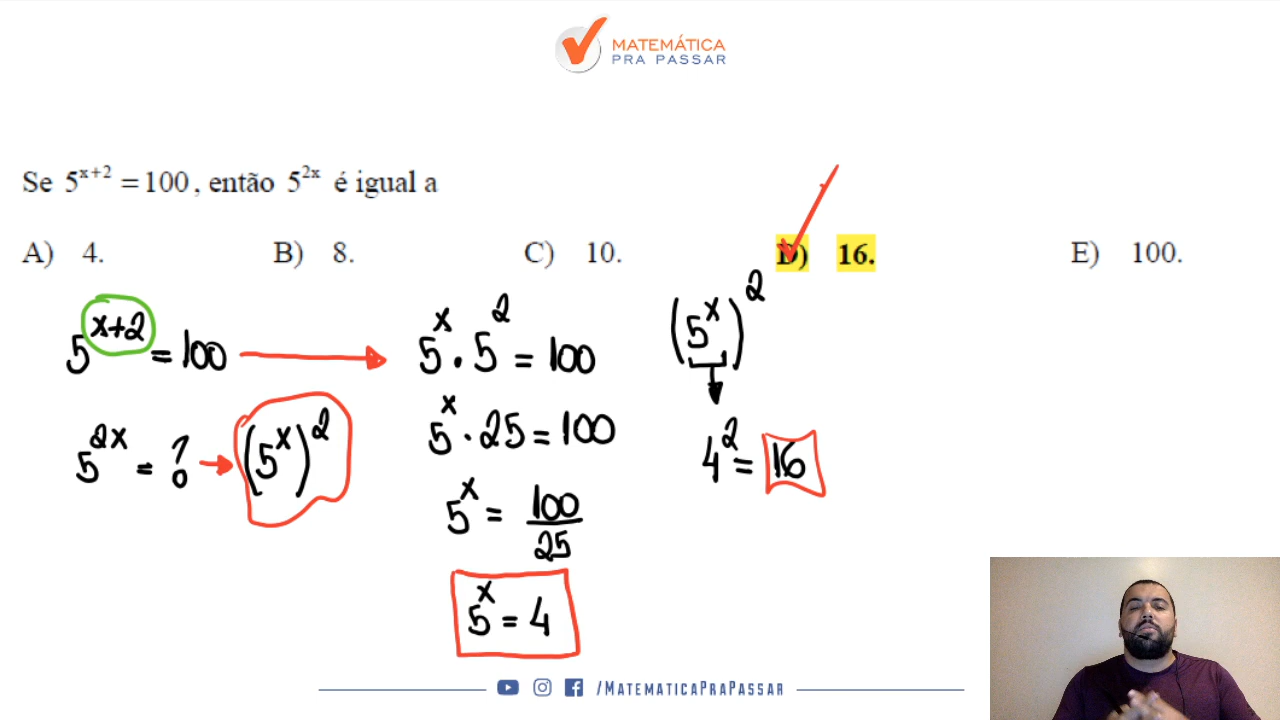 MATEMÁTICA
PRA PASSAR
Se 5^{x+2} = 100, então 5^{2x} é igual a
A) 4. B) 8. C) 10. D) 16. E) 100.
5^{x+2} = 100
5^{2x} = ? → (5^x)^2
5^x · 5^2 = 100
5^x · 25 = 100
5^x = 100/25
5^x = 4
(5^x)^2
4^2 = 16
/MATEMATICAPRAPASSAR